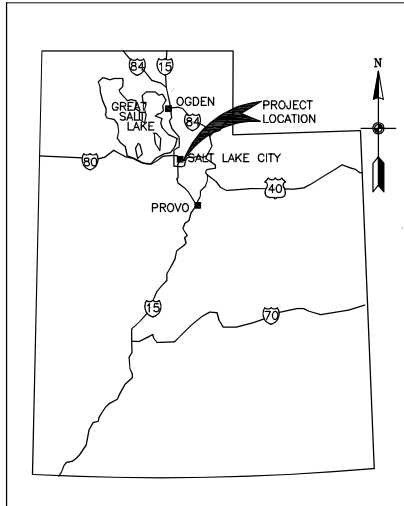 N
84
15
OGDEN
GREAT
SALT
LAKE
84
PROJECT
LOCATION
80
SALT LAKE CITY
40
PROVO
15
70